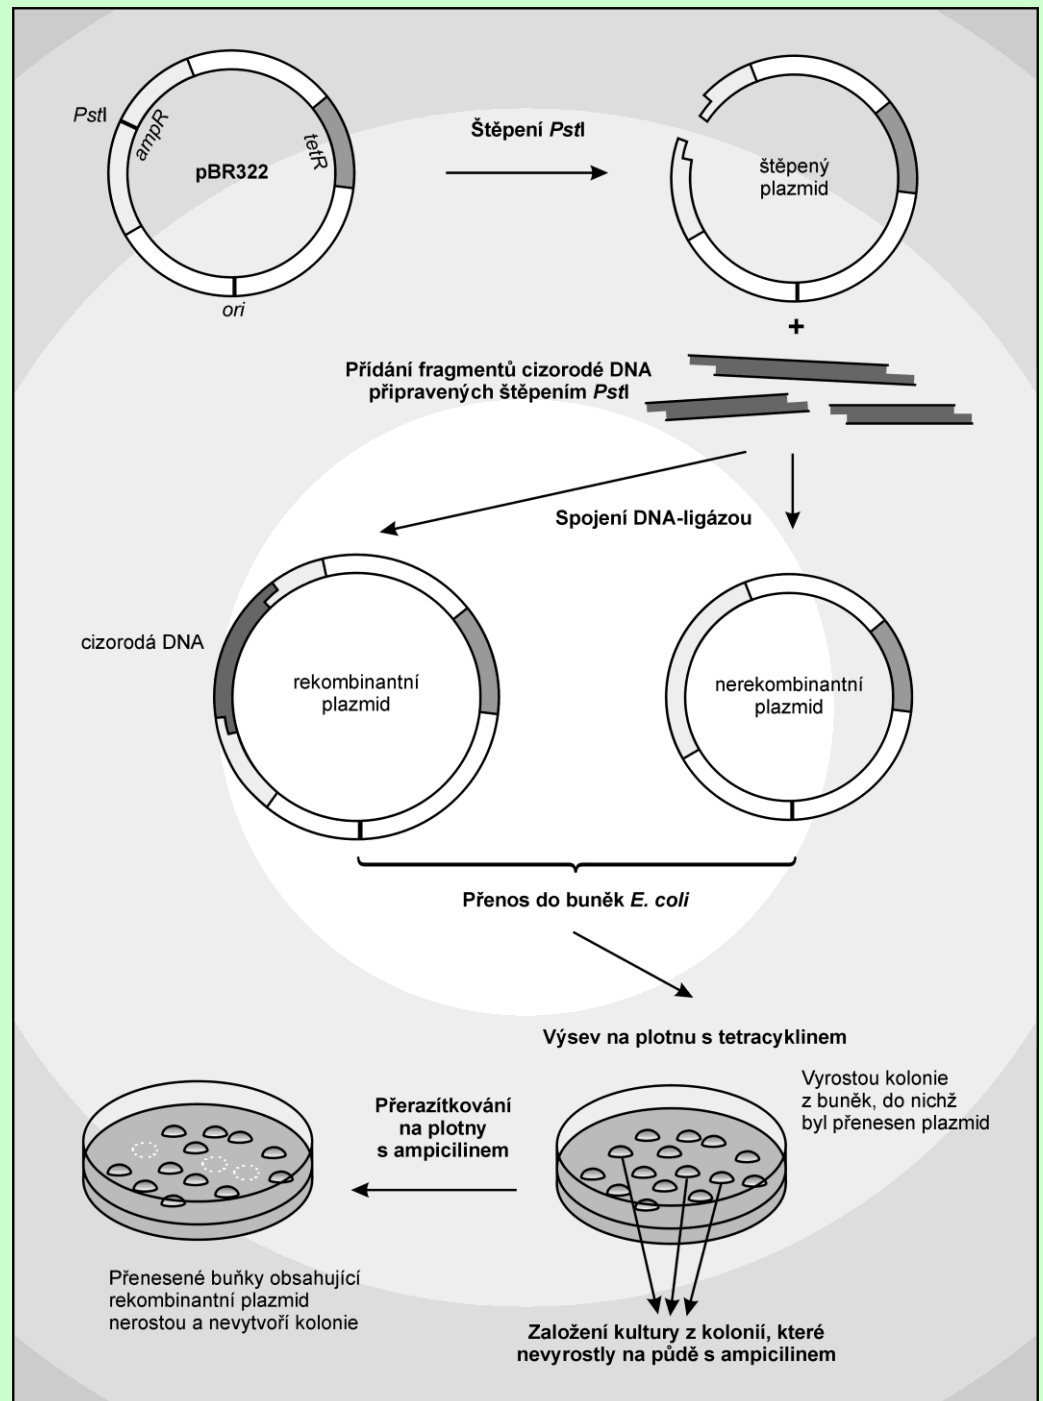 PstI
ampR
pBR322
tetR
ori
Štěpení PstI
štěpený
plazmid
+
Přídání fragmentů cizorodé DNA
připravených štěpením PstI
Spojení DNA-ligázou
cizorodá DNA
rekombinantní
plazmid
nerekombinantní
plazmid
Přenos do buněk E. coli
Výsev na plotnu s tetracyklinem
Vyrostou kolonie
z buněk, do nichž
byl přenesen plazmid
Přerazítkování
na plotny
s ampicilinem
Přenesené buňky obsahující
rekombinantní plazmid
nerostou a nevytvoří kolonie
Založení kultury z kolonií, které
nevyrostly na půdě s ampicilinem